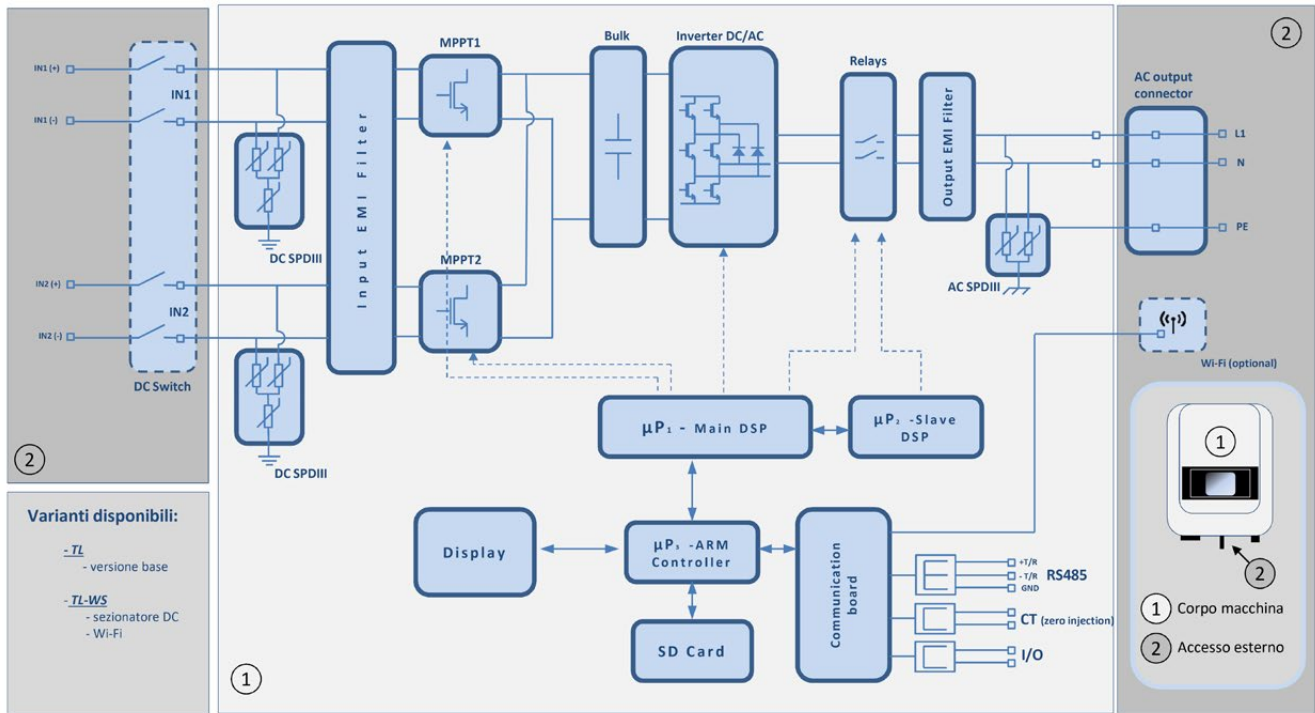 2
IN1 (+)
IN1
IN1 (-)
IN2 (+)
IN2
IN2 (-)
DC Switch
2
DC SPDIII
DC SPDIII
Input EMI Filter
MPPT1
MPPT2
Bulk
Inverter DC/AC
Relays
Output EMI Filter
AC SPDIII
2
AC output
connector
L1
N
PE
Wi-Fi (optional)
µP₁ - Main DSP
µP₂ -Slave
DSP
Display
µP₃ -ARM
Controller
SD Card
Communication
board
+T/R
- T/R
GND
RS485
CT (zero injection)
I/O
1
Varianti disponibili:
- TL
- versione base
- TL-WS
- sezionatore DC
- Wi-Fi
1
2
1 Corpo macchina
2 Accesso esterno